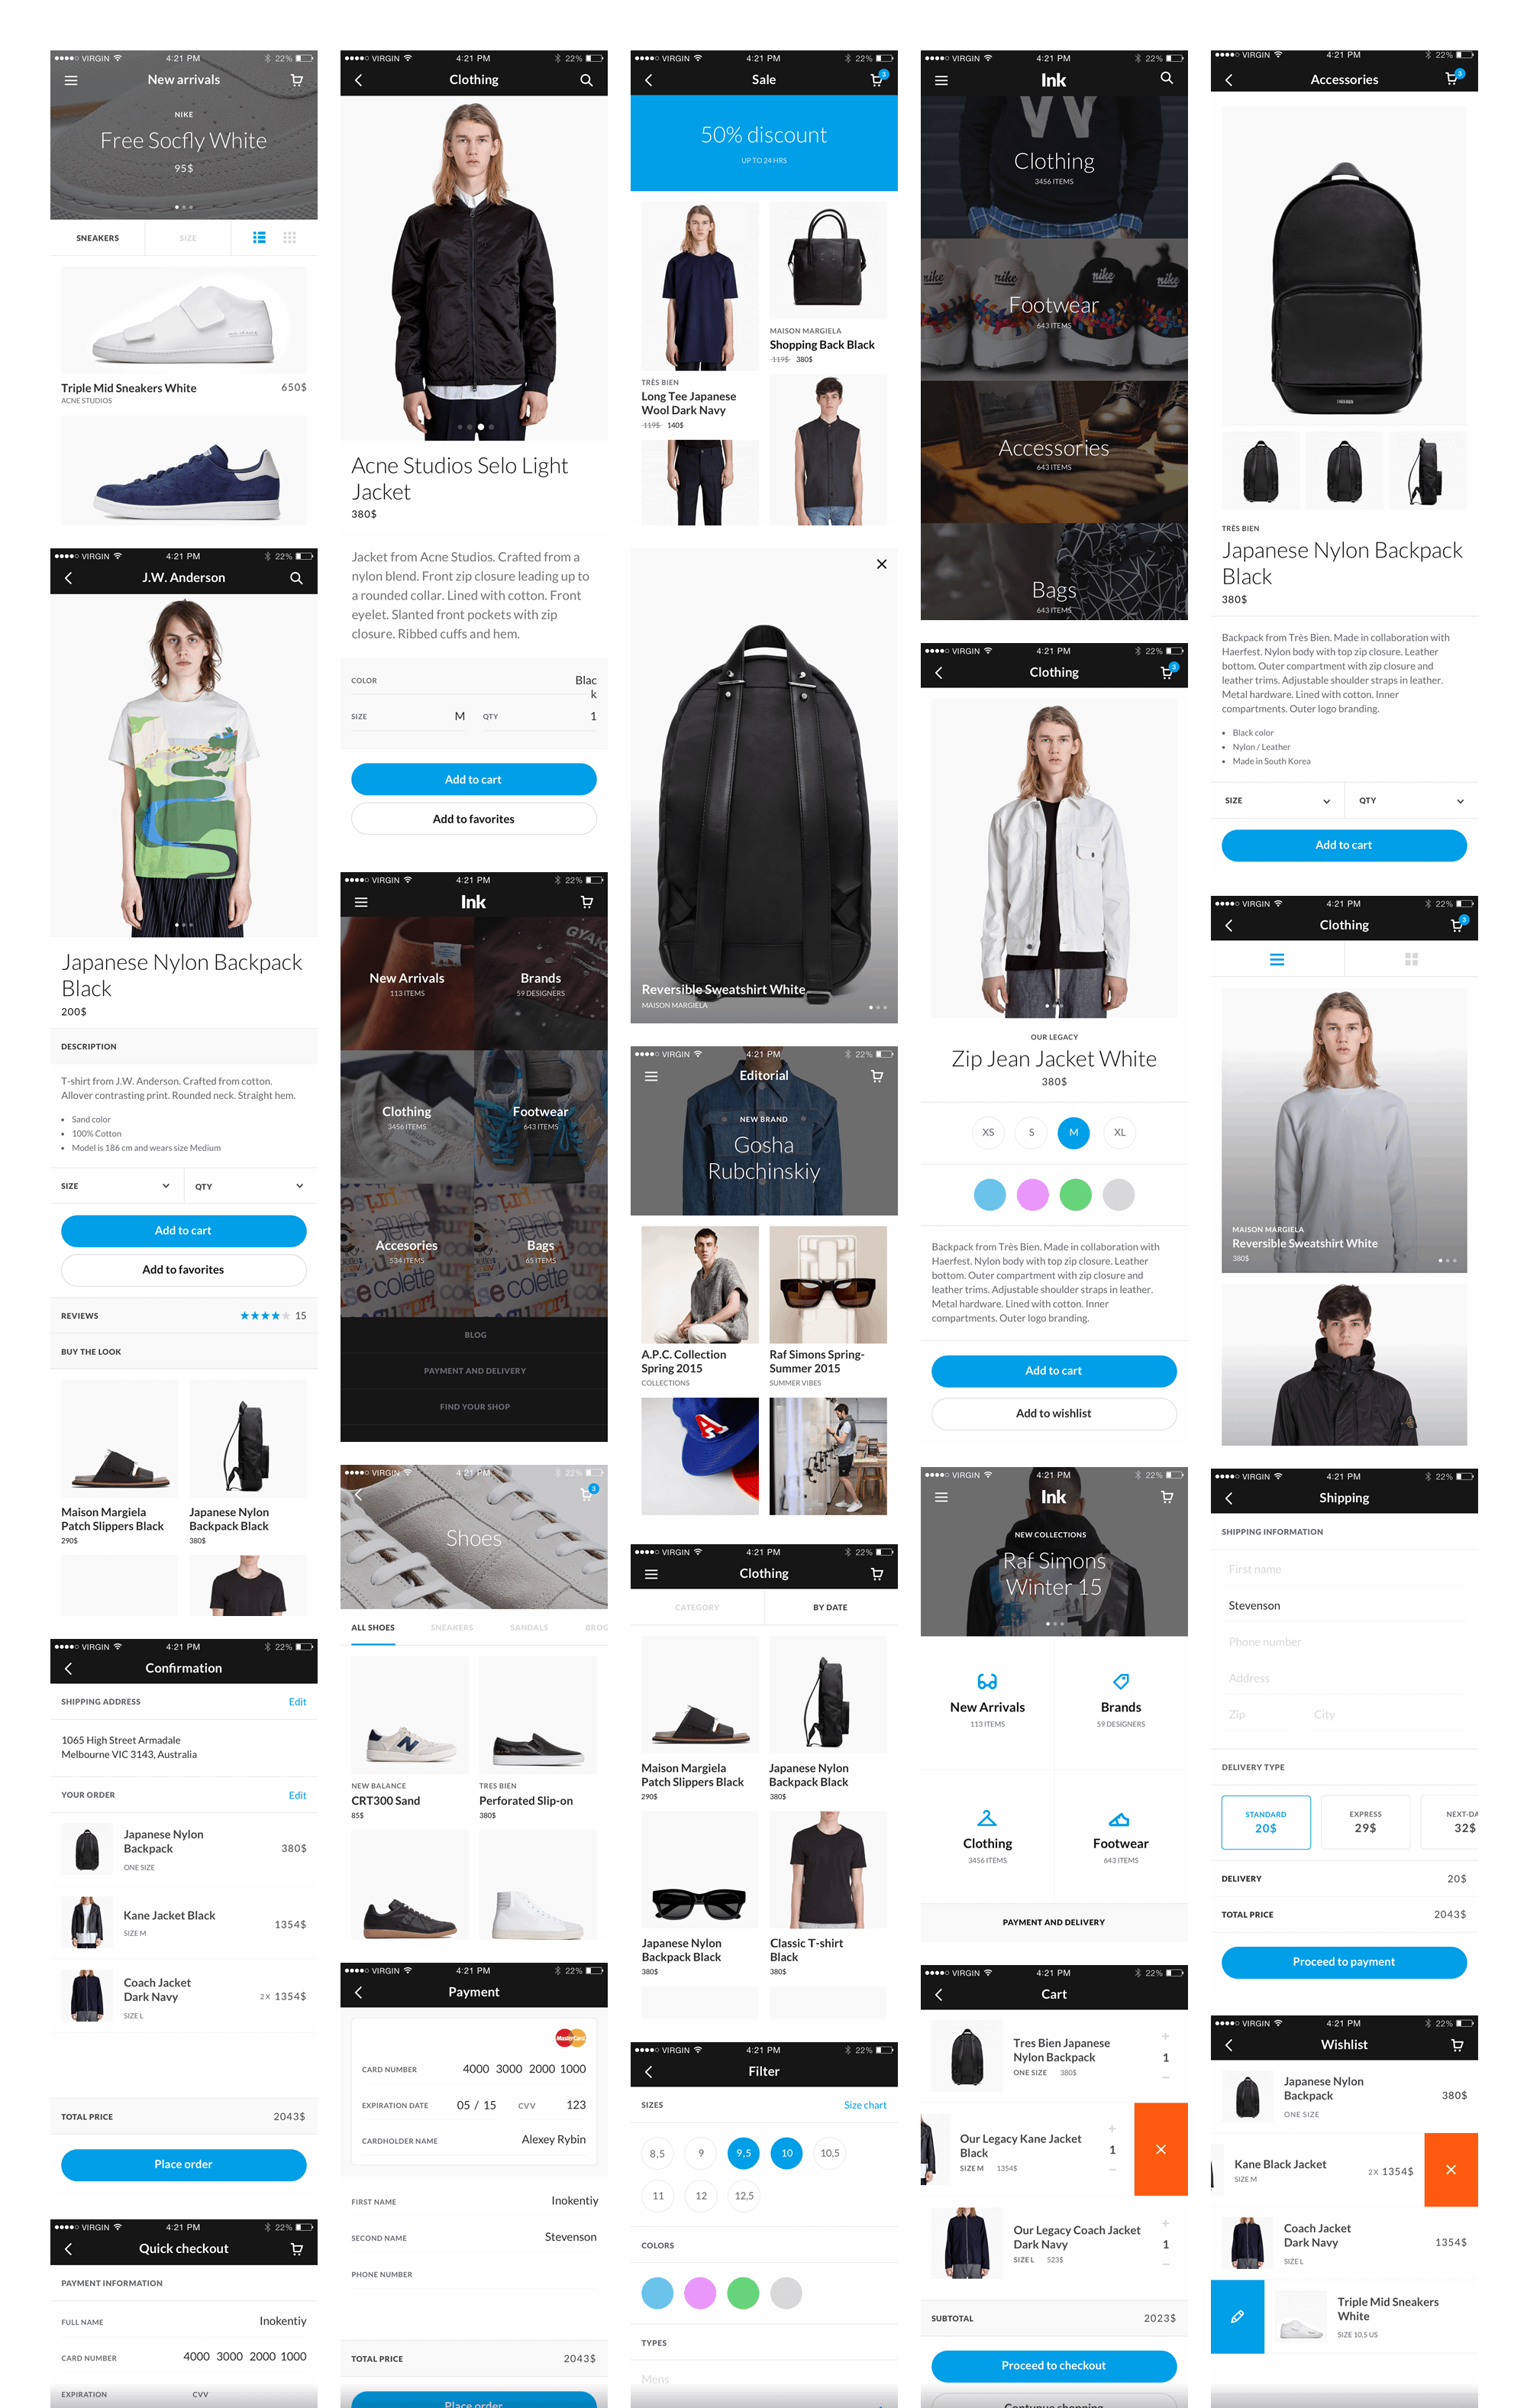 VIRGIN 4:21 PM 22%
New arrivals
NIKE
Free Socfly White
95$
SNEAKERS SIZE
Triple Mid Sneakers White 650$
ACNE STUDIOS
VIRGIN 4:21 PM 22%
J.W. Anderson
Japanese Nylon Backpack
Black
200$
DESCRIPTION
T-shirt from J.W. Anderson. Crafted from cotton.
Allover contrasting print. Rounded neck. Straight hem.
• Sand color
• 100% Cotton
• Model is 186 cm and wears size Medium
SIZE QTY
Add to cart
Add to favorites
REVIEWS 15
BUY THE LOOK
Maison Margiela
Patch Slippers Black
290$
Japanese Nylon
Backpack Black
380$
VIRGIN 4:21 PM 22%
Confirmation
SHIPPING ADDRESS Edit
1065 High Street Armadale
Melbourne VIC 3143, Australia
YOUR ORDER Edit
Japanese Nylon
Backpack
380$
ONE SIZE
Kane Jacket Black
1354$
SIZE M
Coach Jacket
Dark Navy
2X 1354$
SIZE L
TOTAL PRICE 2043$
Place order
VIRGIN 4:21 PM 22%
Quick checkout
PAYMENT INFORMATION
FULL NAME Inokentiy
CARD NUMBER 4000 3000 2000 1000
EXPIRATION CVV
VIRGIN 4:21 PM 22%
Clothing
Acne Studios Selo Light
Jacket
380$
Jacket from Acne Studios. Crafted from a
nylon blend. Front zip closure leading up to
a rounded collar. Lined with cotton. Front
eyelet. Slanted front pockets with zip
closure. Ribbed cuffs and hem.
COLOR Blac
k
SIZE M QTY 1
Add to cart
Add to favorites
VIRGIN 4:21 PM 22%
Ink
GYAK
New Arrivals
113 ITEMS
Brands
59 DESIGNERS
Clothing
3456 ITEMS
Footwear
643 ITEMS
Accesories
534 ITEMS
Bags
65 ITEMS
colette
BLOG
PAYMENT AND DELIVERY
FIND YOUR SHOP
VIRGIN 4:21 PM 22%
3
Shoes
ALL SHOES SNEAKERS SANDALS BROG
NEW BALANCE
CRT300 Sand
85$
TRES BIEN
Perforated Slip-on
380$
VIRGIN 4:21 PM 22%
Payment
MasterCard
CARD NUMBER 4000 3000 2000 1000
EXPIRATION DATE 05 / 15 CVV 123
CARDHOLDER NAME Alexey Rybin
FIRST NAME Inokentiy
SECOND NAME Stevenson
PHONE NUMBER
TOTAL PRICE 2043$
Place order
VIRGIN 4:21 PM 22%
Sale 3
50% discount
UP TO 24 HRS
TRÈS BIEN
Long Tee Japanese
Wool Dark Navy
119$ 140$
MAISON MARGIELA
Shopping Back Black
119$ 380$
Reversible Sweatshirt White
MAISON MARGIELA
VIRGIN 4:21 PM 22%
Editorial
NEW BRAND
Gosha
Rubchinskiy
A.P.C. Collection
Spring 2015
COLLECTIONS
Raf Simons Spring-
Summer 2015
SUMMER VIBES
A
VIRGIN 4:21 PM 22%
Clothing
CATEGORY BY DATE
Maison Margiela
Patch Slippers Black
290$
Japanese Nylon
Backpack Black
380$
Japanese Nylon
Backpack Black
380$
Classic T-shirt
Black
380$
VIRGIN 4:21 PM 22%
Filter
SIZES Size chart
8,5 9 9,5 10 10,5
11 12 12,5
COLORS
TYPES
Mens
VIRGIN 4:21 PM 22%
Ink
Clothing
3456 ITEMS
nike nike nike
Footwear
643 ITEMS
Accessories
643 ITEMS
Bags
643 ITEMS
VIRGIN 4:21 PM 22%
Clothing 3
OUR LEGACY
Zip Jean Jacket White
380$
XS S M XL
Backpack from Très Bien. Made in collaboration with
Haerfest. Nylon body with top zip closure. Leather
bottom. Outer compartment with zip closure and
leather trims. Adjustable shoulder straps in leather.
Metal hardware. Lined with cotton. Inner
compartments. Outer logo branding.
Add to cart
Add to wishlist
VIRGIN 4:21 PM 22%
Ink
NEW COLLECTIONS
Raf Simons
Winter 15
New Arrivals
113 ITEMS
Brands
59 DESIGNERS
Clothing
3456 ITEMS
Footwear
643 ITEMS
PAYMENT AND DELIVERY
VIRGIN 4:21 PM 22%
Cart
Tres Bien Japanese
Nylon Backpack
ONE SIZE 380$
1
Our Legacy Kane Jacket
Black
SIZE M 1354$
1
Our Legacy Coach Jacket
Dark Navy
SIZE L 523$
1
SUBTOTAL 2023$
Proceed to checkout
Contunue shopping
VIRGIN 4:21 PM 22%
Accessories 3
TRÈS BIEN
Japanese Nylon Backpack
Black
380$
Backpack from Très Bien. Made in collaboration with
Haerfest. Nylon body with top zip closure. Leather
bottom. Outer compartment with zip closure and
leather trims. Adjustable shoulder straps in leather.
Metal hardware. Lined with cotton. Inner
compartments. Outer logo branding.
• Black color
• Nylon / Leather
• Made in South Korea
SIZE QTY
Add to cart
VIRGIN 4:21 PM 22%
Clothing 3
MAISON MARGIELA
Reversible Sweatshirt White
380$
VIRGIN 4:21 PM 22%
Shipping
SHIPPING INFORMATION
First name
Stevenson
Phone number
Address
Zip City
DELIVERY TYPE
STANDARD
20$
EXPRESS
29$
NEXT-DA
32$
DELIVERY 20$
TOTAL PRICE 2043$
Proceed to payment
VIRGIN 4:21 PM 22%
Wishlist
Japanese Nylon
Backpack
380$
ONE SIZE
Kane Black Jacket
2X 1354$
SIZE M
Coach Jacket
Dark Navy
1354$
SIZE L
Triple Mid Sneakers
White
SIZE 10,5 US